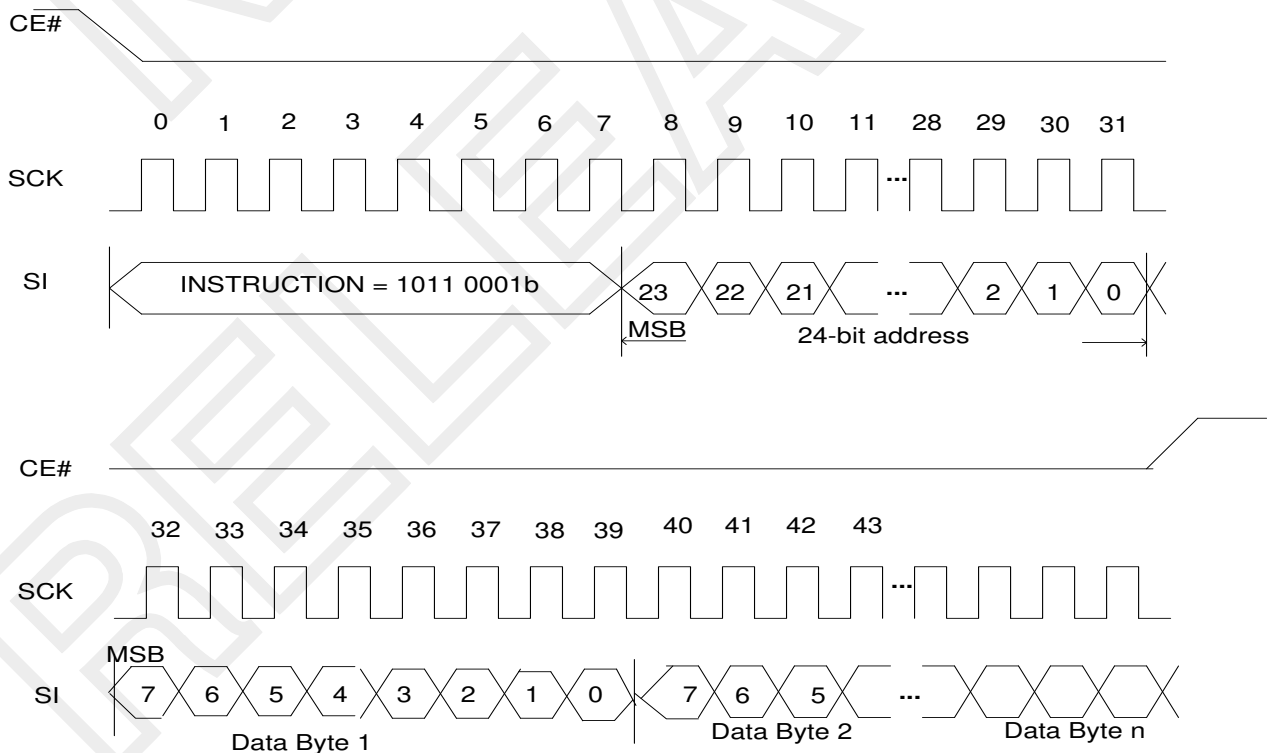 CE#
0 1 2 3 4 5 6 7 8 9 10 11 28 29 30 31
SCK ...
SI INSTRUCTION = 1011 0001b 23 22 21 ... 2 1 0
MSB 24-bit address
CE#
32 33 34 35 36 37 38 39 40 41 42 43
SCK ...
MSB
SI 7 6 5 4 3 2 1 0 7 6 5 ...
Data Byte 1 Data Byte 2 Data Byte n